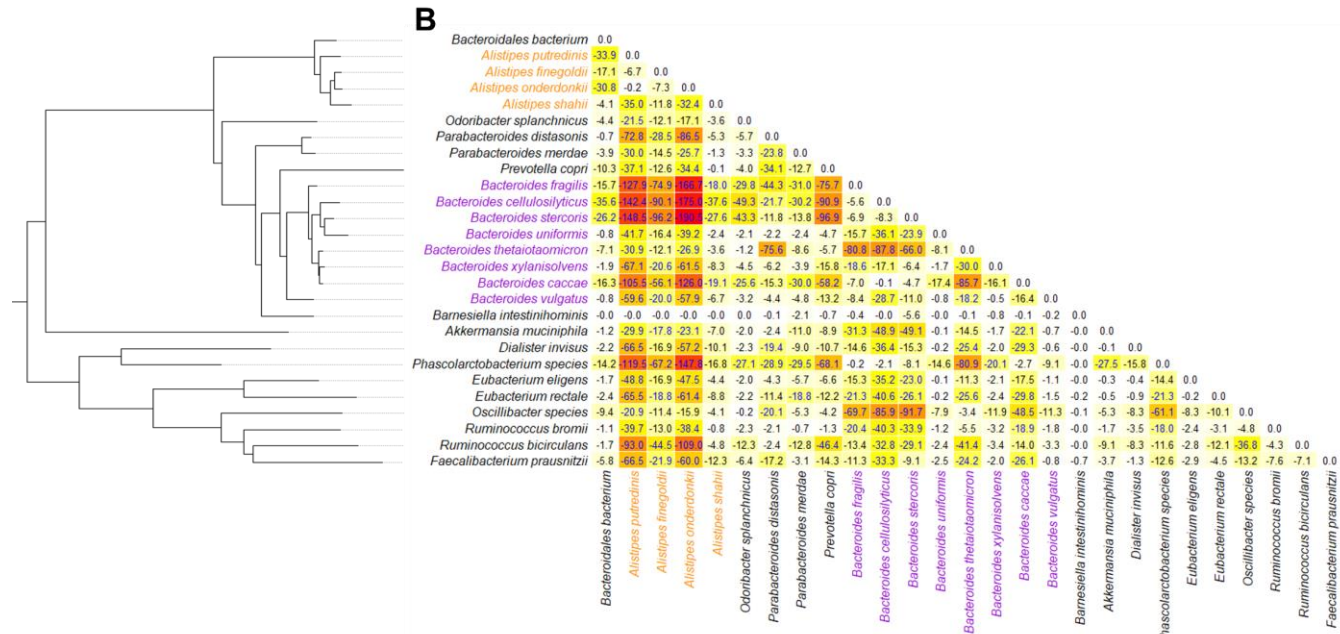 B
Bacteroidales bacterium 0.0
Alistipes putredinis -33.9 0.0
Alistipes finegoldii -17.1 -6.7 0.0
Alistipes onderdonkii -30.8 -0.2 -7.3 0.0
Alistipes shahii -4.1 -35.0 -11.8 -32.4 0.0
Odoribacter splanchnicus -4.4 -21.5 -12.1 -17.1 -3.6 0.0
Parabacteroides distasonis -0.7 -72.8 -28.5 -86.5 -5.3 -5.7 0.0
Parabacteroides merdae -3.9 -30.0 -14.5 -25.7 -1.3 -3.3 -23.8 0.0
Prevotella copri -10.3 -37.1 -12.6 -34.4 -0.1 -4.0 -34.1 -12.7 0.0
Bacteroides fragilis -15.7 -127.9 -74.9 -166.7 -18.0 -29.8 -44.3 -31.0 -75.7 0.0
Bacteroides cellulosilyticus -35.6 -142.4 -90.1 -175.0 -37.6 -49.3 -21.7 -30.2 -90.9 -5.6 0.0
Bacteroides stercoris -26.2 -148.5 -96.2 -27.6 -43.3 -11.8 -13.8 -96.9 -6.9 -8.3 0.0
Bacteroides uniformis -0.8 -41.7 -16.4 -39.2 -2.4 -2.1 -2.2 -2.4 -4.7 -15.7 -36.1 -23.9 0.0
Bacteroides thetaiotaomicron -7.1 -30.9 -12.1 -26.9 -3.6 -1.2 -75.6 -8.6 -5.7 -80.8 -87.8 -66.0 -8.1 0.0
Bacteroides xylanisolvens -1.9 -67.1 -20.6 -61.5 -8.3 -4.5 -6.2 -3.9 -15.8 -18.6 -17.1 -6.4 -1.7 -30.0 0.0
Bacteroides caccae -16.3 -105.5 -56.1 -126.0 -19.1 -25.6 -15.3 -30.0 -58.2 -7.0 -0.1 -4.7 -17.4 -85.7 -16.1 0.0
Bacteroides vulgatus -0.8 -59.6 -20.0 -57.9 -6.7 -3.2 -4.4 -4.8 -13.2 -8.4 -28.7 -11.0 -0.8 -18.2 -0.5 -16.4 0.0
Barnesiella intestinihominis -0.0 -0.0 -0.0 -0.0 -0.0 -0.1 -2.1 -0.7 -0.1 -0.0 -0.0 -5.6 -0.0 -0.1 -0.8 -0.1 -0.2 0.0
Akkermansia muciniphila -1.2 -29.9 -17.8 -23.1 -7.0 -2.0 -2.4 -11.0 -8.9 -31.3 -48.9 -49.1 -0.1 -14.5 -1.7 -22.1 -0.7 -0.0 0.0
Dialister invisus -2.2 -66.5 -16.9 -57.2 -10.1 -2.3 -19.4 -9.0 -10.7 -14.6 -36.4 -15.3 -0.2 -25.4 -2.0 -29.3 -0.6 -0.0 -0.1 0.0
Phascolarctobacterium species -14.2 -119.5 -67.2 -147.8 -16.8 -27.1 -28.9 -29.5 -68.1 -0.2 -2.1 -8.1 -14.6 -80.9 -20.1 -2.7 -9.1 -0.0 -27.5 -15.8 0.0
Eubacterium eligens -1.7 -48.8 -16.9 -47.5 -4.4 -2.0 -4.3 -5.7 -6.6 -15.3 -35.2 -23.0 -0.1 -11.3 -2.1 -17.5 -1.1 -0.0 -0.3 -0.4 -14.4 0.0
Eubacterium rectale -2.4 -65.5 -18.8 -61.4 -8.8 -2.2 -11.4 -18.8 -12.2 -21.3 -40.6 -26.1 -0.2 -25.6 -2.4 -29.8 -1.5 -0.2 -0.5 -0.9 -21.3 -0.2 0.0
Oscillibacter species -9.4 -20.9 -11.4 -15.9 -4.1 -0.2 -20.1 -5.3 -4.2 -69.7 -85.9 -91.7 -7.9 -3.4 -11.9 -48.5 -11.3 -0.0 -5.3 -8.3 -61.1 -8.3 -10.1 0.0
Ruminococcus bromii -1.1 -39.7 -13.0 -38.4 -0.8 -2.3 -2.1 -0.7 -1.3 -20.4 -40.3 -33.9 -1.2 -5.5 -3.2 -18.9 -1.8 -0.0 -1.7 -3.5 -18.0 -2.4 -3.1 -4.8 0.0
Ruminococcus bicirculans -1.7 -93.0 -44.5 -109.0 -4.8 -12.3 -2.4 -12.4 -46.4 -13.4 -32.8 -29.1 -2.4 -41.4 -3.4 -14.0 -3.3 -0.0 -9.1 -8.3 -11.6 -2.8 -12.1 -36.8 -4.3 0.0
Faecalibacterium prausnitzii -5.8 -66.5 -21.9 -60.0 -12.3 -6.4 -17.2 -3.1 -14.3 -11.3 -33.3 -9.1 -2.5 -24.2 -2.0 -26.1 -0.8 -0.7 -3.7 -1.3 -12.6 -2.9 -4.5 -13.2 -7.6 -7.1 0.0
Bacteroidales bacterium
Alistipes putredinis
Alistipes finegoldii
Alistipes onderdonkii
Alistipes shahii
Odoribacter splanchnicus
Parabacteroides distasonis
Parabacteroides merdae
Prevotella copri
Bacteroides fragilis
Bacteroides cellulosilyticus
Bacteroides stercoris
Bacteroides uniformis
Bacteroides thetaiotaomicron
Bacteroides xylanisolvens
Bacteroides caccae
Bacteroides vulgatus
Barnesiella intestinihominis
Akkermansia muciniphila
Dialister invisus
hascolarctobacterium species
Eubacterium eligens
Eubacterium rectale
Oscillibacter species
Ruminococcus bromii
Ruminococcus bicirculans
Faecalibacterium prausnitzii